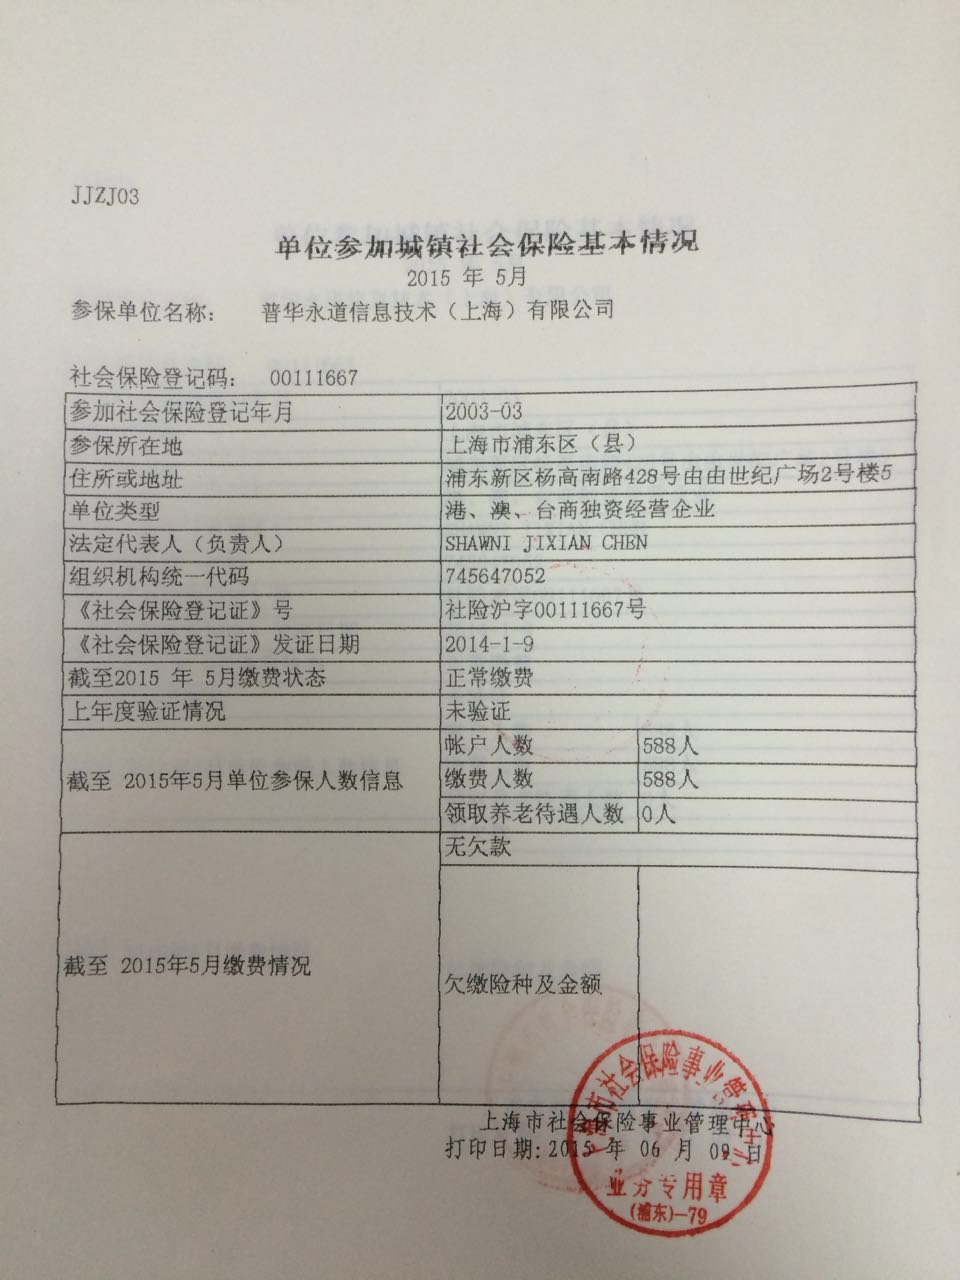 JJZJ03
单位参加城镇社会保险基本情况
2015 年 5月
参保单位名称: 普华永道信息技术（上海）有限公司
社会保险登记码: 00111667
参加社会保险登记年月 2003-03
参保所在地 上海市浦东区（县）
住所或地址 浦东新区杨高南路428号由由世纪广场2号楼5
单位类型 港、澳、台商独资经营企业
法定代表人（负责人） SHAWNI JIXIAN CHEN
组织机构统一代码 745647052
《社会保险登记证》号 社险沪字00111667号
《社会保险登记证》发证日期 2014-1-9
截至2015 年 5月缴费状态 正常缴费
上年度验证情况 未验证
截至 2015年5月单位参保人数信息
帐户人数 588人
缴费人数 588人
领取养老待遇人数 0人
截至 2015年5月缴费情况
无欠款
欠缴险种及金额
上海市社会保险事业管理中心
打印日期: 2015 年 06 月 09 日
上海市社会保险事业管理中心
业务专用章
(浦东)-79